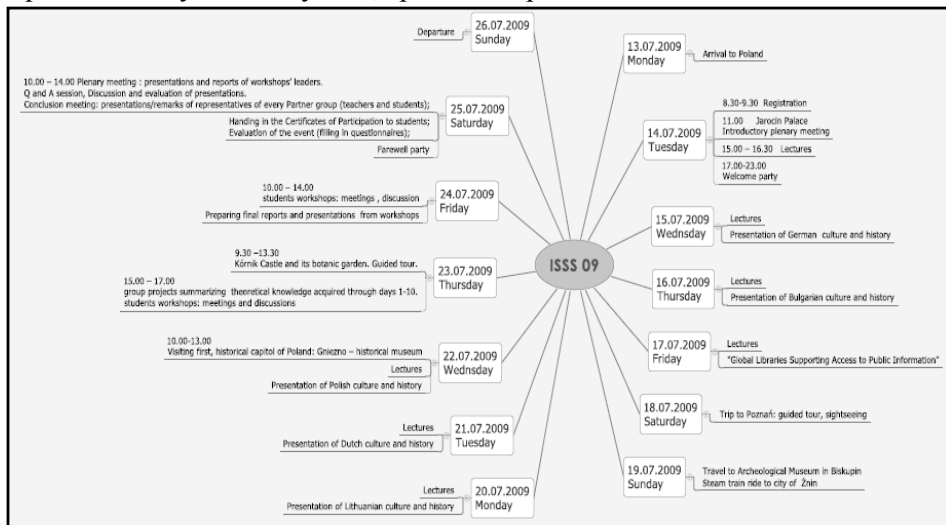 ISSS 09
13.07.2009
Monday
Arrival to Poland
14.07.2009
Tuesday
8.30-9.30 Registration
11.00 Jarocin Palace
Introductory plenary meeting
15.00 – 16.30 Lectures
17.00-23.00
Welcome party
15.07.2009
Wednsday
Lectures
Presentation of German culture and history
16.07.2009
Thursday
Lectures
Presentation of Bulgarian culture and history
17.07.2009
Friday
Lectures
"Global Libraries Supporting Access to Public Information"
18.07.2009
Saturday
Trip to Poznań: guided tour, sightseeing
19.07.2009
Sunday
Travel to Archeological Museum in Biskupin
Steam train ride to city of Żnin
20.07.2009
Monday
Lectures
Presentation of Lithuanian culture and history
21.07.2009
Tuesday
Lectures
Presentation of Dutch culture and history
22.07.2009
Wednsday
10.00-13.00
Visiting first, historical capitol of Poland: Gniezno – historical museum
Lectures
Presentation of Polish culture and history
23.07.2009
Thursday
9.30 –13.30
Kórnik Castle and its botanic garden. Guided tour.
15.00 – 17.00
group projects summarizing theoretical knowledge acquired through days 1-10.
students workshops: meetings and discussions
24.07.2009
Friday
10.00 – 14.00
students workshops: meetings , discussion
Preparing final reports and presentations from workshops
25.07.2009
Saturday
10.00 – 14.00 Plenary meeting : presentations and reports of workshops' leaders.
Q and A session, Discussion and evaluation of presentations.
Conclusion meeting: presentations/remarks of representatives of every Partner group (teachers and students);
Handing in the Certificates of Participation to students;
Evaluation of the event (filling in questionnaires);
Farewell party
26.07.2009
Sunday
Departure